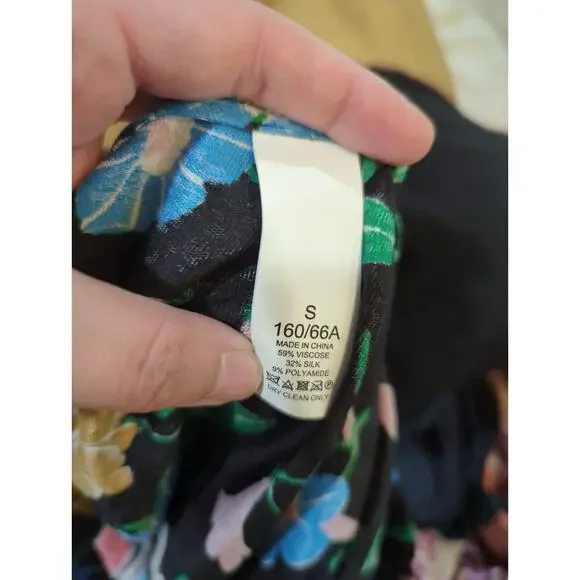 S
160/66A
MADE IN CHINA
59% VISCOSE
32% SILK
9% POLYAMIDE
DRY CLEAN ONLY